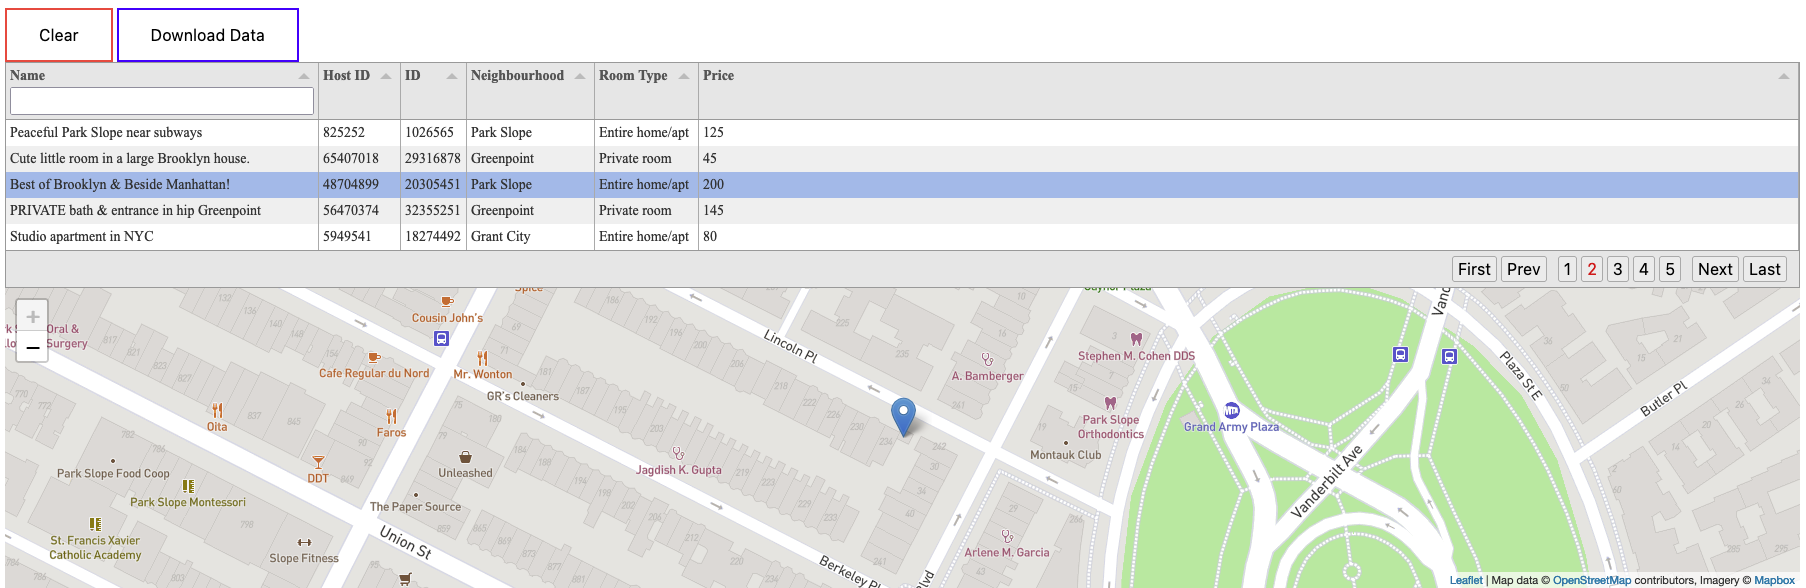 Clear Download Data
Name Host ID ID Neighbourhood Room Type Price
Peaceful Park Slope near subways 825252 1026565 Park Slope Entire home/apt 125
Cute little room in a large Brooklyn house. 65407018 29316878 Greenpoint Private room 45
Best of Brooklyn & Beside Manhattan! 48704899 20305451 Park Slope Entire home/apt 200
PRIVATE bath & entrance in hip Greenpoint 56470374 32355251 Greenpoint Private room 145
Studio apartment in NYC 5949541 18274492 Grant City Entire home/apt 80
First Prev 1 2 3 4 5 Next Last
+
−
Oral &
Surgery
Cousin John's
Cafe Regular du Nord
Mr. Wonton
GR's Cleaners
Oita
Faros
Park Slope Food Coop
DDT
Unleashed
Park Slope Montessori
The Paper Source
St. Francis Xavier
Catholic Academy
Slope Fitness
Union St
Lincoln Pl
A. Bamberger
Jagdish K. Gupta
Stephen M. Cohen DDS
Park Slope
Orthodontics
Montauk Club
Arlene M. Garcia
Berkeley Pl
MTA
Grand Army Plaza
Vanderbilt Ave
Plaza St E
Butler Pl
Leaflet | Map data © OpenStreetMap contributors, Imagery © Mapbox